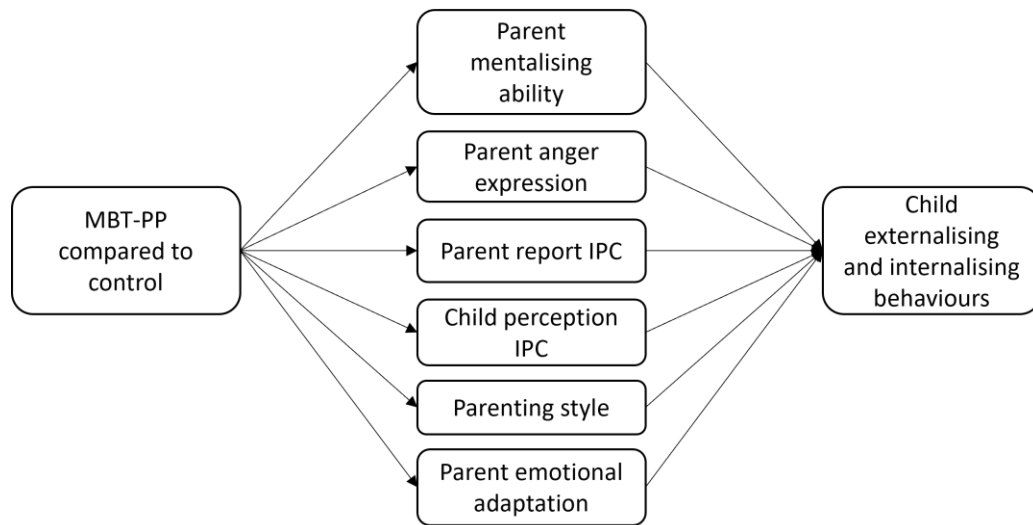 MBT-PP
compared to
control
Parent
mentalising
ability
Parent anger
expression
Parent report IPC
Child perception
IPC
Parenting style
Parent emotional
adaptation
Child
externalising
and internalising
behaviours